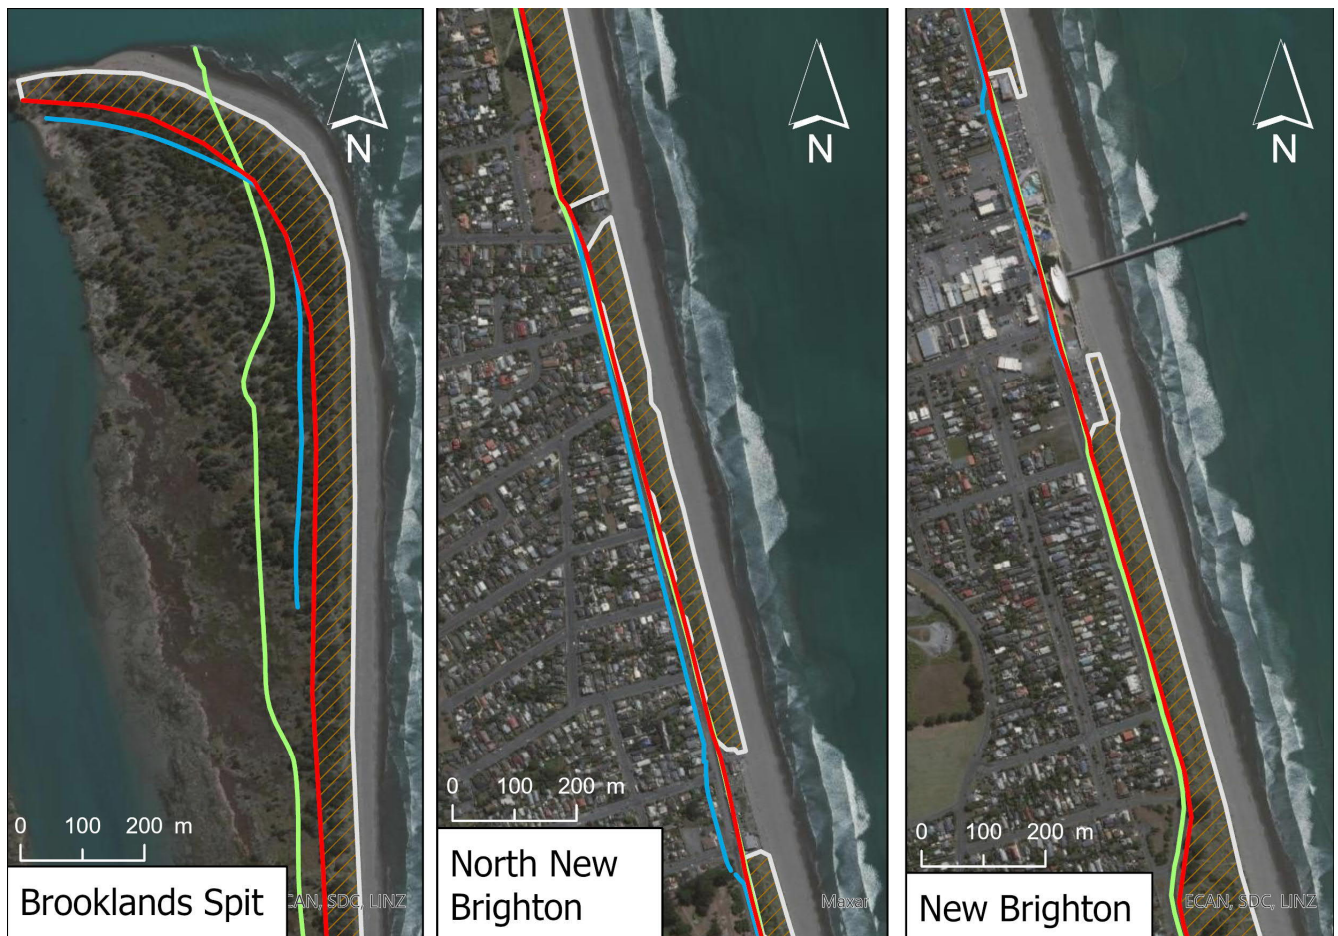 N
0 100 200 m
Brooklands Spit
CAN, SDC, LINZ
N
0 100 200 m
North New
Brighton
Maxar
N
0 100 200 m
New Brighton
ECAN, SDC, LINZ